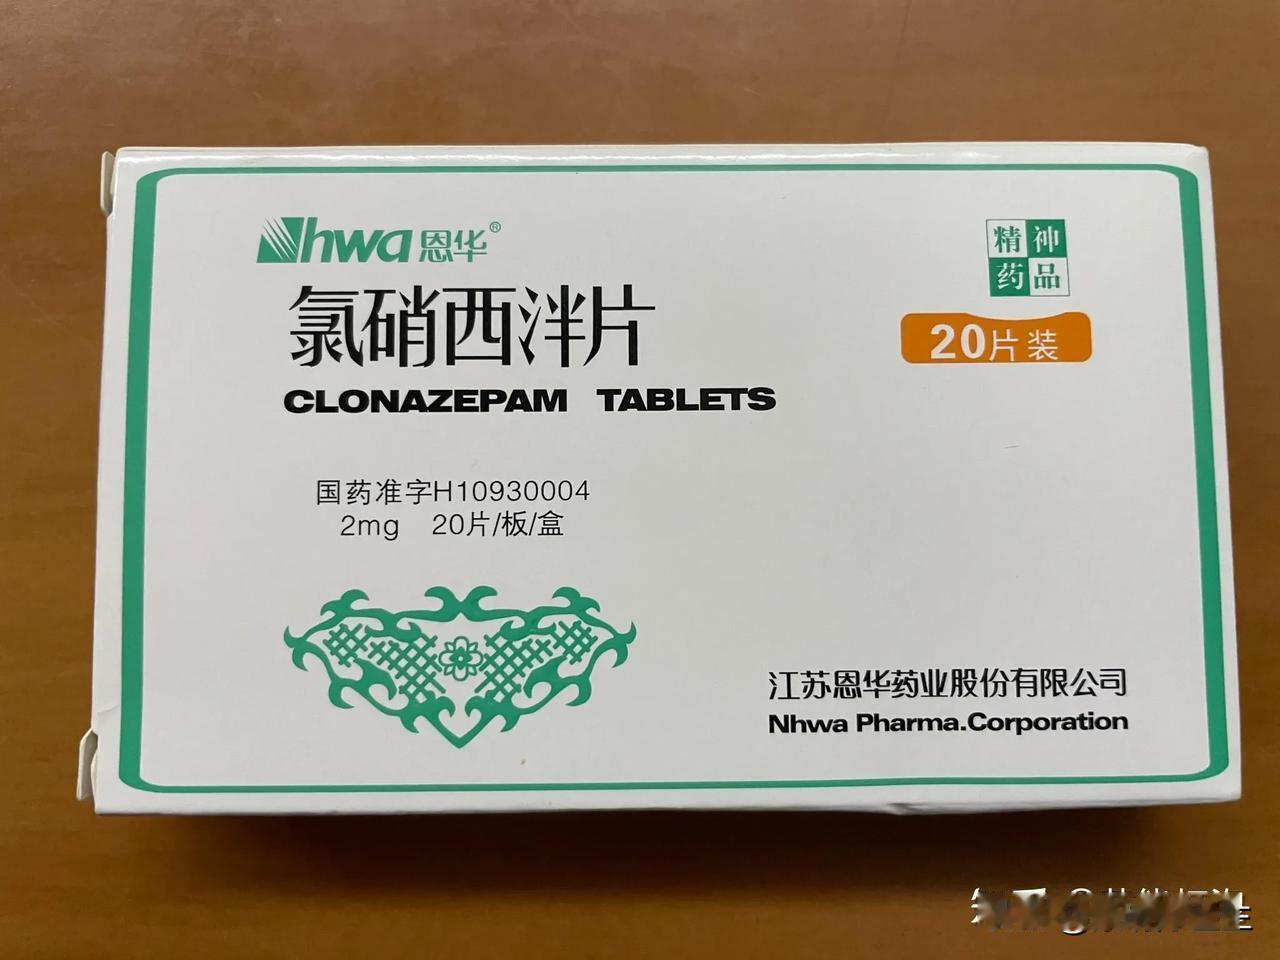 Nhwa恩华®
精神
药品
氯硝西泮片
20片装
CLONAZEPAM TABLETS
国药准字H10930004
2mg 20片/板/盒
江苏恩华药业股份有限公司
Nhwa Pharma.Corporation